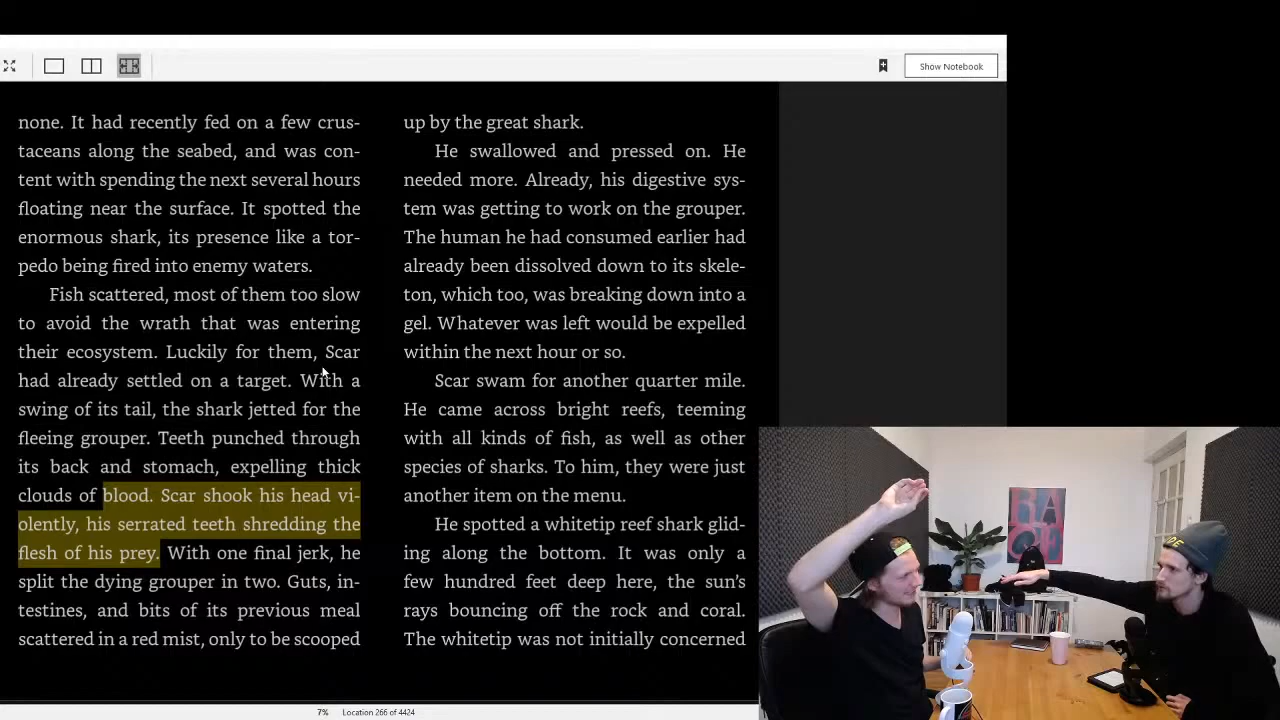 Show Notebook
none. It had recently fed on a few crus-
taceans along the seabed, and was con-
tent with spending the next several hours
floating near the surface. It spotted the
enormous shark, its presence like a tor-
pedo being fired into enemy waters.
Fish scattered, most of them too slow
to avoid the wrath that was entering
their ecosystem. Luckily for them, Scar
had already settled on a target. With a
swing of its tail, the shark jetted for the
fleeing grouper. Teeth punched through
its back and stomach, expelling thick
clouds of blood. Scar shook his head vi-
olently, his serrated teeth shredding the
flesh of his prey. With one final jerk, he
split the dying grouper in two. Guts, in-
testines, and bits of its previous meal
scattered in a red mist, only to be scooped
up by the great shark.
He swallowed and pressed on. He
needed more. Already, his digestive sys-
tem was getting to work on the grouper.
The human he had consumed earlier had
already been dissolved down to its skele-
ton, which too, was breaking down into a
gel. Whatever was left would be expelled
within the next hour or so.
Scar swam for another quarter mile.
He came across bright reefs, teeming
with all kinds of fish, as well as other
species of sharks. To him, they were just
another item on the menu.
He spotted a whitetip reef shark glid-
ing along the bottom. It was only a
few hundred feet deep here, the sun's
rays bouncing off the rock and coral.
The whitetip was not initially concerned
7% Location 266 of 4424